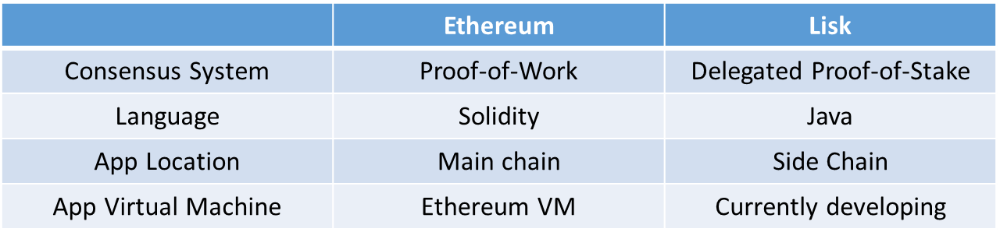 Ethereum Lisk
Consensus System Proof-of-Work Delegated Proof-of-Stake
Language Solidity Java
App Location Main chain Side Chain
App Virtual Machine Ethereum VM Currently developing